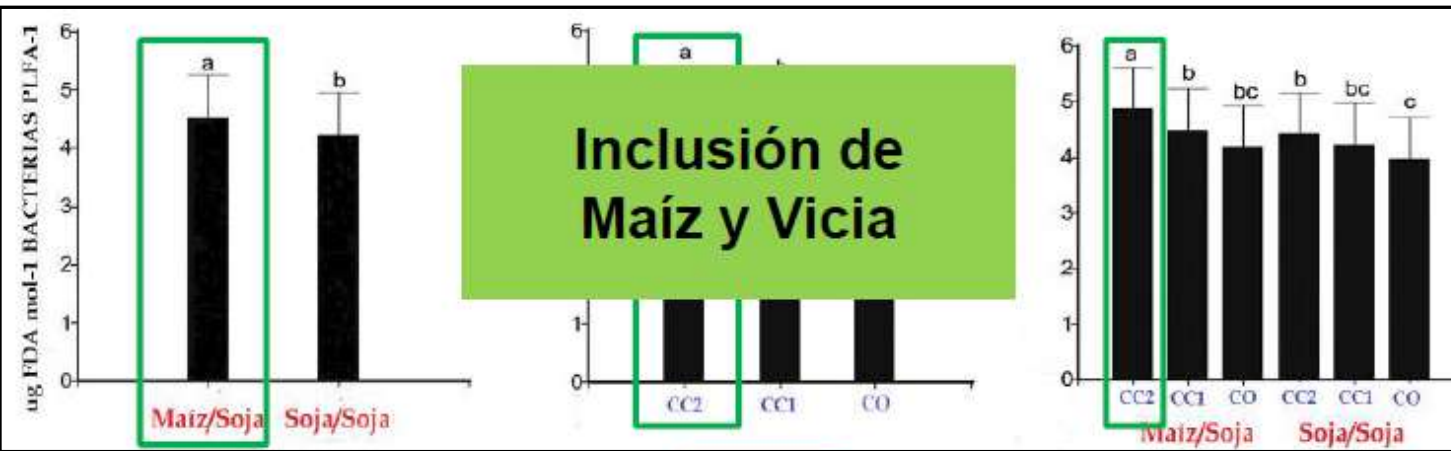 ug FDA mol-1 BACTERIAS PLFA-1
6
5
4
3
2
1
0
a
b
Maíz/Soja
Soja/Soja
6
a
Inclusión de
Maíz y Vicia
1
0
CC2
CC1
CO
6
5
4
3
2
1
0
a
b
bc
b
bc
c
CC2
CC1
CO
CC2
CC1
CO
Maíz/Soja
Soja/Soja